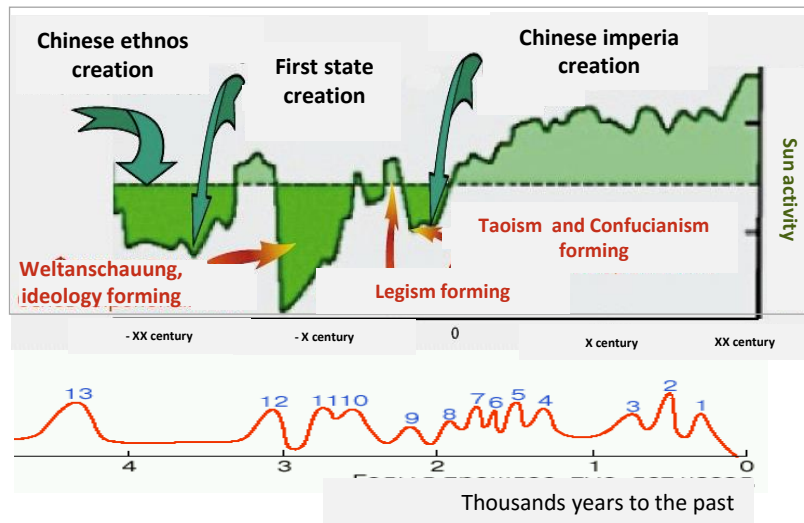 Chinese ethnos
creation
First state
creation
Chinese imperia
creation
Sun activity
Taoism and Confucianism
forming
Weltanschauung,
ideology forming
Legism forming
- XX century
- X century
0
X century
XX century
13
12
11 10
9
8
7
6
5
4
3
2
1
4
3
2
1
0
Thousands years to the past